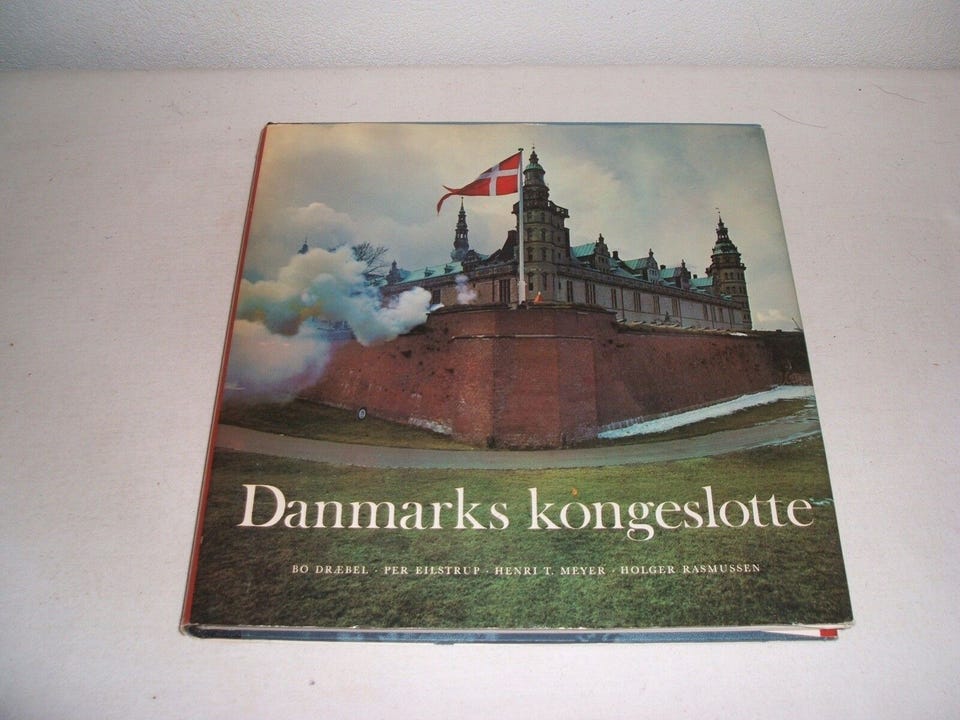 Danmarks kongeslotte
BO DRÆBEL · PER EILSTRUP · HENRI T. MEYER · HOLGER RASMUSSEN